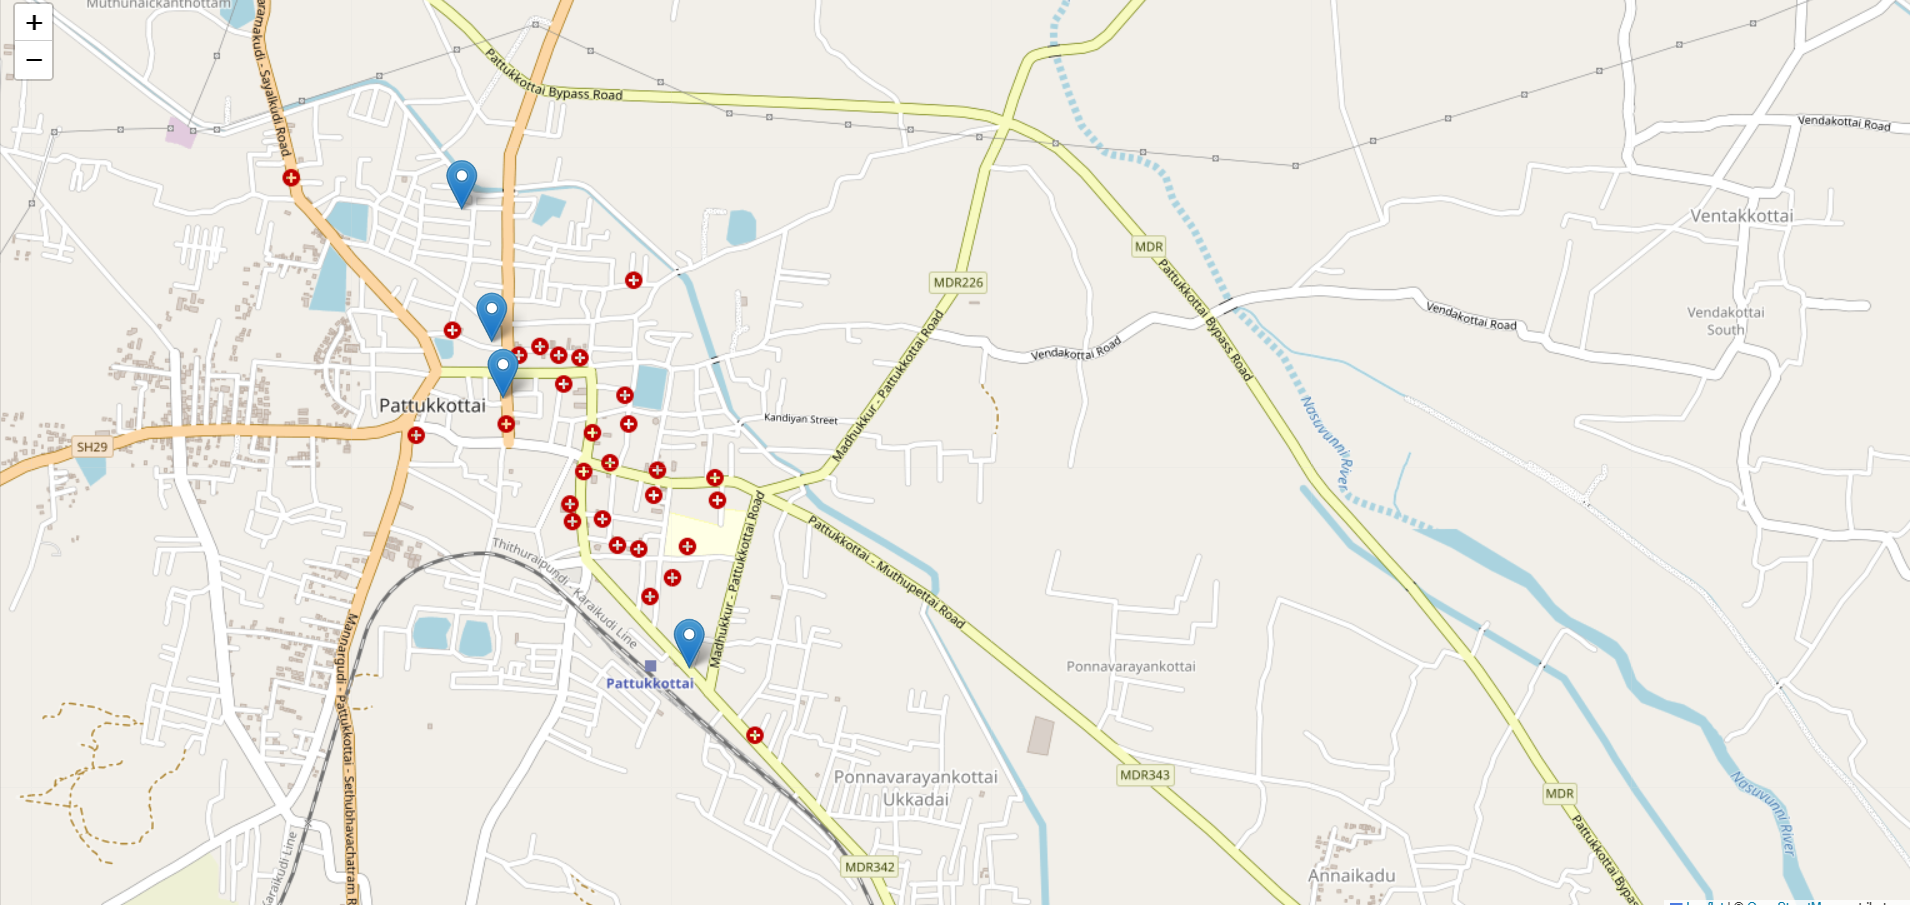 Muthunaickanthottam
+
−
aramakudi - Sayalkudi Road
Pattukkottai Bypass Road
Vendakottai Road
Ventakkottai
MDR
MDR226
Pattukkottai Bypass Road
Vendakottai
South
Vendakottai Road
Vendakottai Road
Madhukkur - Pattukkottai Road
Pattukkottai
Kandiyan Street
SH29
Nasuvunni River
Thithuraipundi - Karaikudi Line
Madhukkur - Pattukkottai Road
Pattukkottai - Muthupettai Road
Mannargudi - Pattukkottai - Sethubhavachatram R
Pattukkottai
Ponnavarayankottai
Ponnavarayankottai
Ukkadai
MDR343
MDR
Nasuvunni River
Pattukkottai Bypas
Karaikudi Line
MDR342
Annaikadu